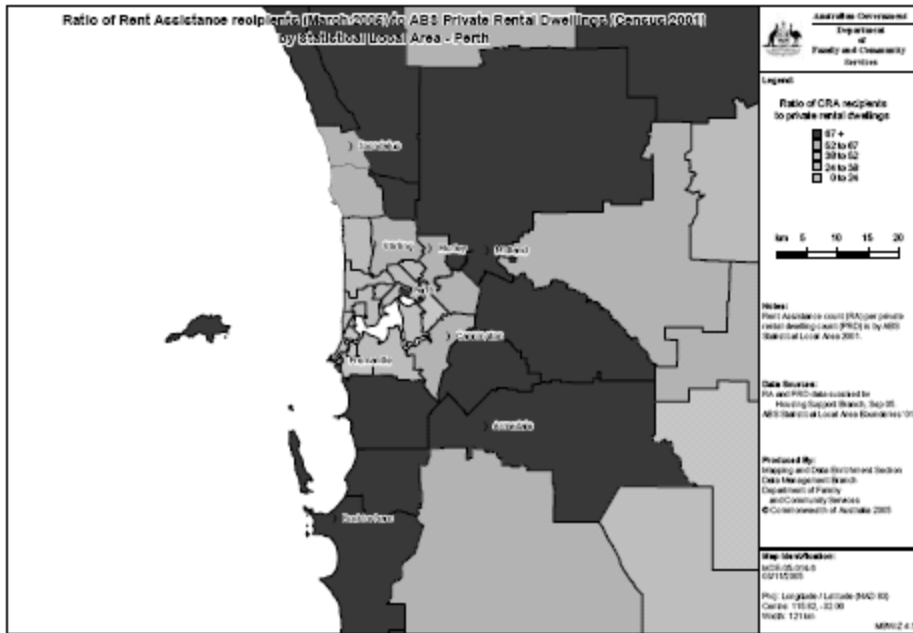 Ratio of Rent Assistance recipients (March 2005) to ABS Private Rental Dwellings (Census 2001)
by Statistical Local Area - Perth
Australian Government
Department
of
Family and Community
Services
Legend:
Ratio of CRA recipients
to private rental dwellings
67 +
52 to 67
38 to 52
24 to 38
0 to 24
km 5 10 15 20
Joondalup
Stirling
Midland
Perth
Canning
Fremantle
Armadale
Notes:
Rent Assistance count (RA) per private
rental dwelling count (PRD) is by ABS
Statistical Local Area 2001.
Data Sources:
RA and PRD data supplied by
Housing Support Branch, Sep 05.
ABS Statistical Local Area Boundaries '01
Produced By:
Mapping and Data Enrichment Section
Data Management Branch
Department of Family
and Community Services
© Commonwealth of Australia 2005
Map Identification:
Proj: Longitude / Latitude
Width: 121 km